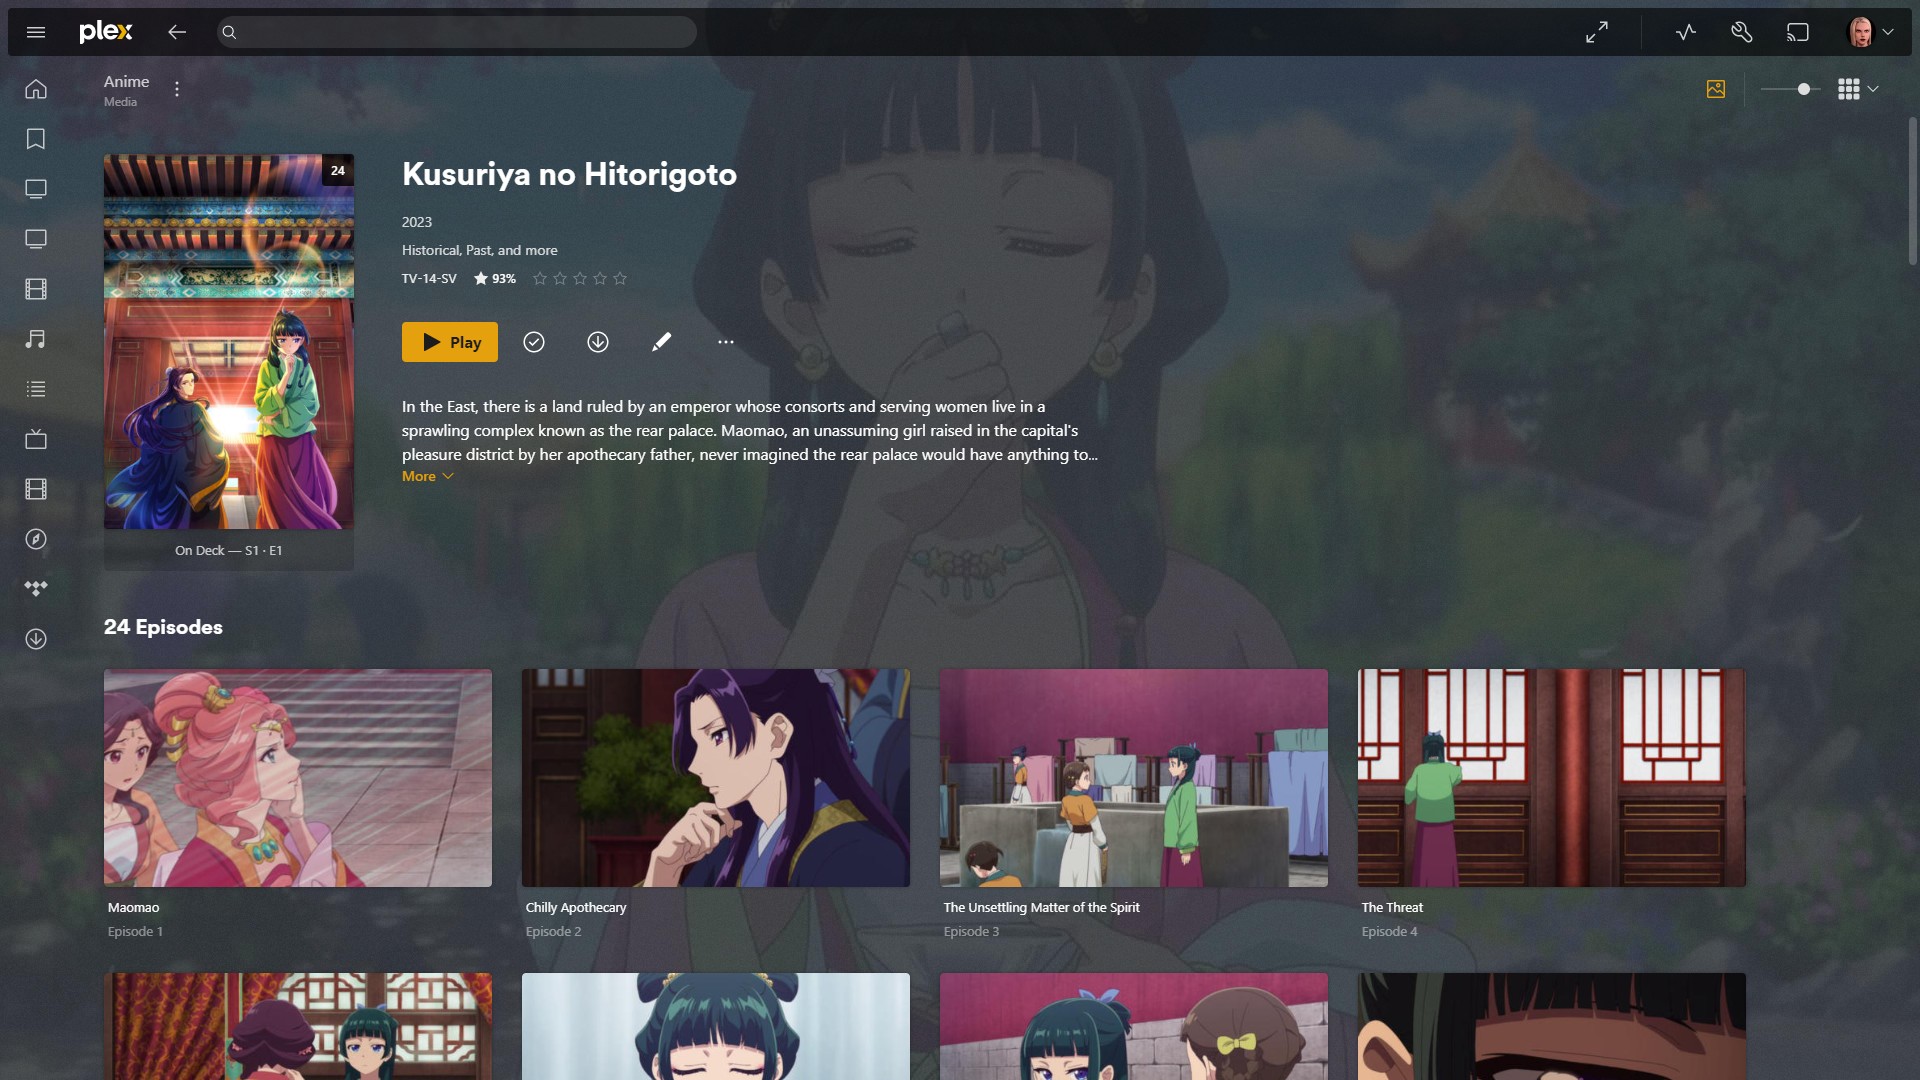 plex
Anime
Media
24
Kusuriya no Hitorigoto
2023
Historical, Past, and more
TV-14-SV 93%
Play
In the East, there is a land ruled by an emperor whose consorts and serving women live in a
sprawling complex known as the rear palace. Maomao, an unassuming girl raised in the capital's
pleasure district by her apothecary father, never imagined the rear palace would have anything to...
More
On Deck — S1 · E1
24 Episodes
Maomao
Episode 1
Chilly Apothecary
Episode 2
The Unsettling Matter of the Spirit
Episode 3
The Threat
Episode 4